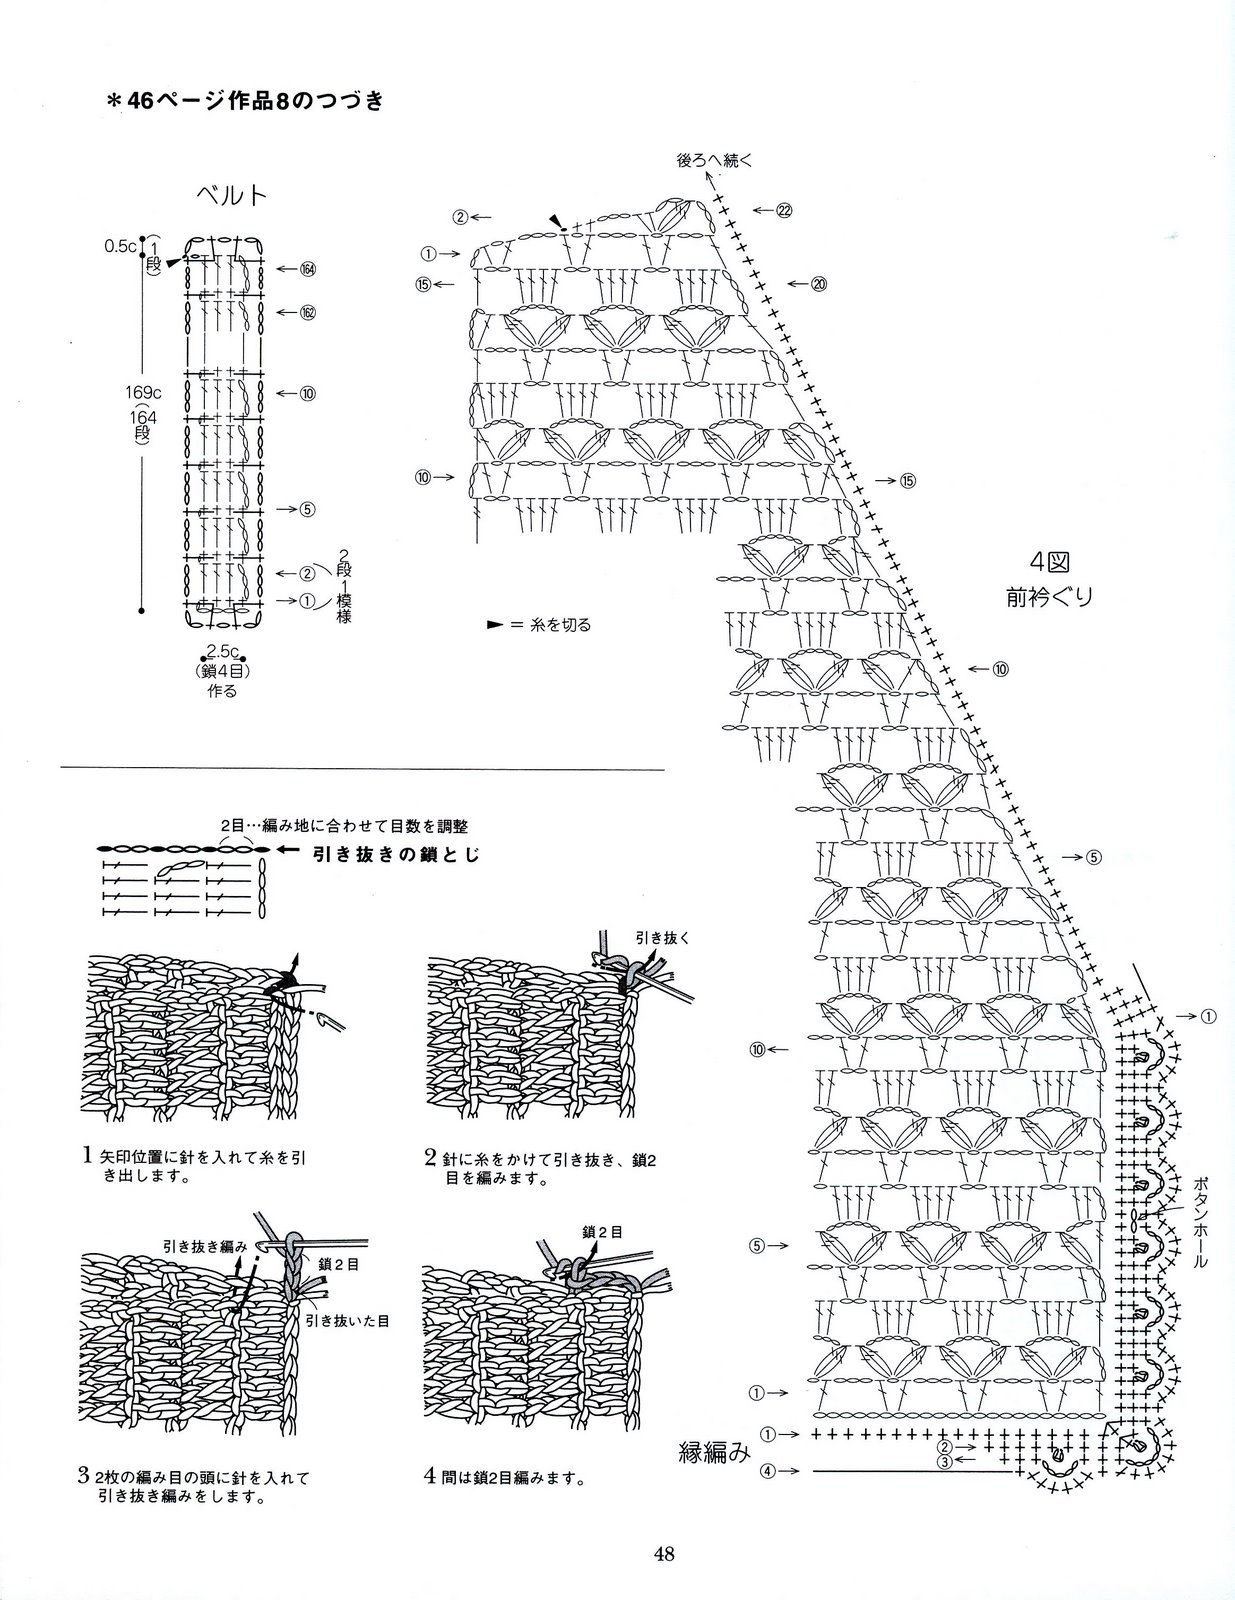 ＊46ページ作品8のつづき
ベルト
0.5c
(1段)
164
162
169c
(164段)
10
5
2
1
2段1模様
2.5c
(鎖4目)
作る
後ろへ続く
②←
←㉒
①→
⑮←
←⑳
⑩→
→⑮
4図
前衿ぐり
► = 糸を切る
←⑩
→⑤
→①
⑩←
ボタンホール
⑤→
①→
縁編み
①→
②→
③←
④→
2目…編み地に合わせて目数を調整
← 引き抜きの鎖とじ
引き抜く
1 矢印位置に針を入れて糸を引
き出します。
2 針に糸をかけて引き抜き、鎖2
目を編みます。
引き抜き編み
鎖2目
引き抜いた目
鎖2目
3 2枚の編み目の頭に針を入れて
引き抜き編みをします。
4 間は鎖2目編みます。
48